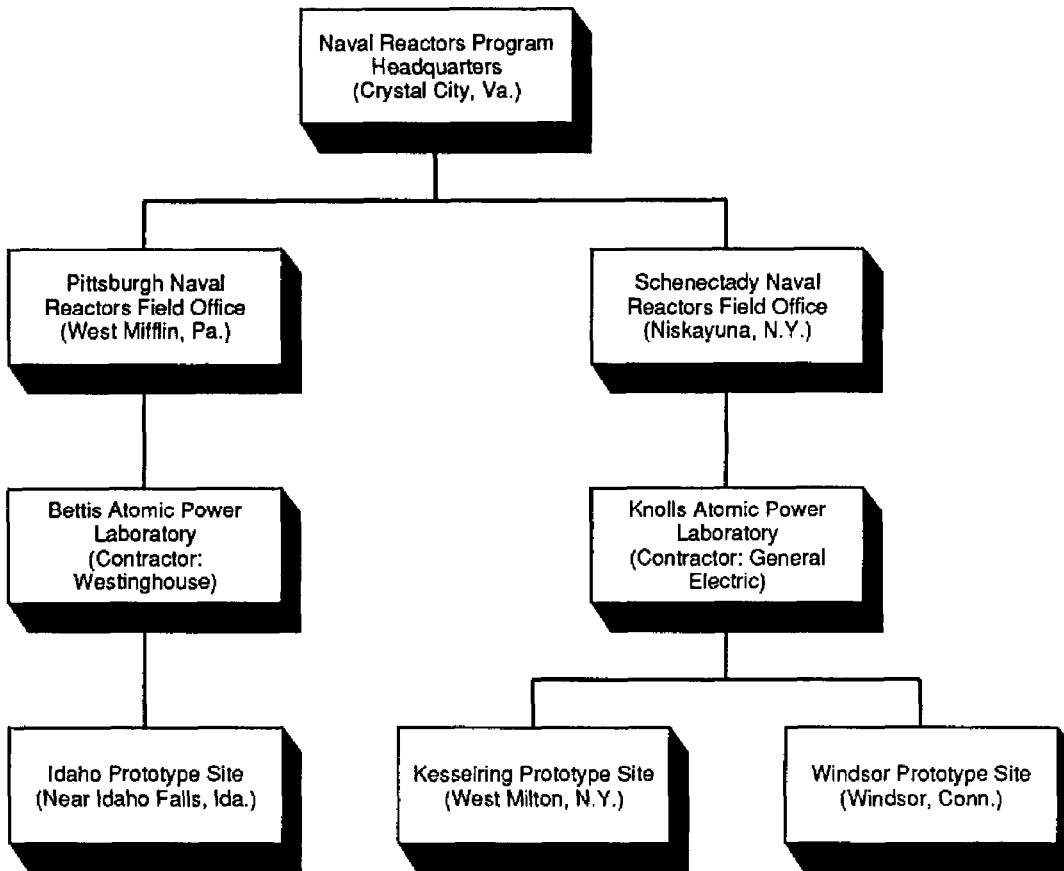 Naval Reactors Program
Headquarters
(Crystal City, Va.)
Pittsburgh Naval
Reactors Field Office
(West Mifflin, Pa.)
Schenectady Naval
Reactors Field Office
(Niskayuna, N.Y.)
Bettis Atomic Power
Laboratory
(Contractor:
Westinghouse)
Knolls Atomic Power
Laboratory
(Contractor: General
Electric)
Idaho Prototype Site
(Near Idaho Falls, Ida.)
Kesseiring Prototype Site
(West Milton, N.Y.)
Windsor Prototype Site
(Windsor, Conn.)